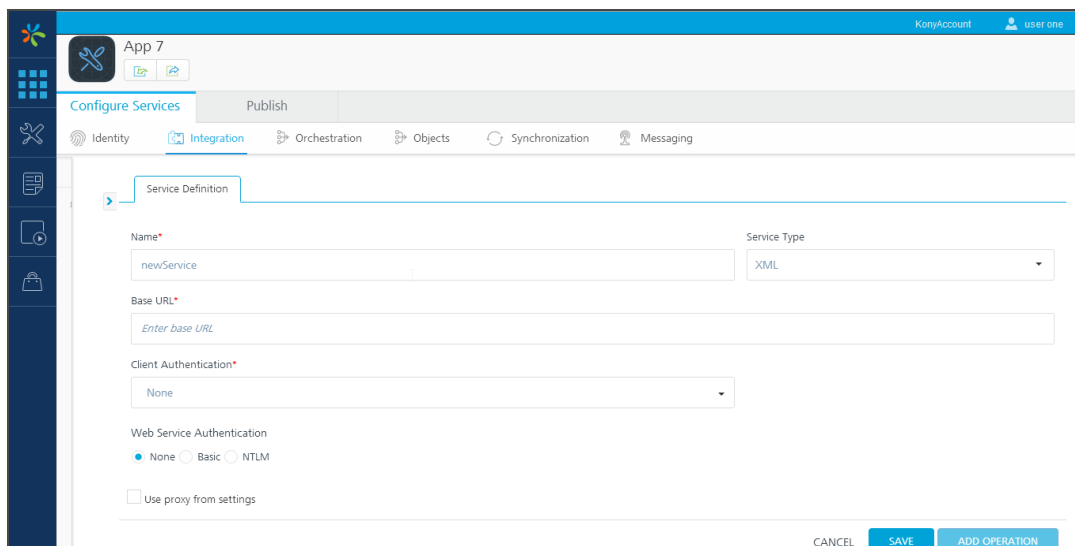 KonyAccount user one
App 7
Configure Services Publish
Identity Integration Orchestration Objects Synchronization Messaging
Service Definition
Name* Service Type
newService XML
Base URL*
Enter base URL
Client Authentication*
None
Web Service Authentication
None Basic NTLM
Use proxy from settings
CANCEL SAVE ADD OPERATION